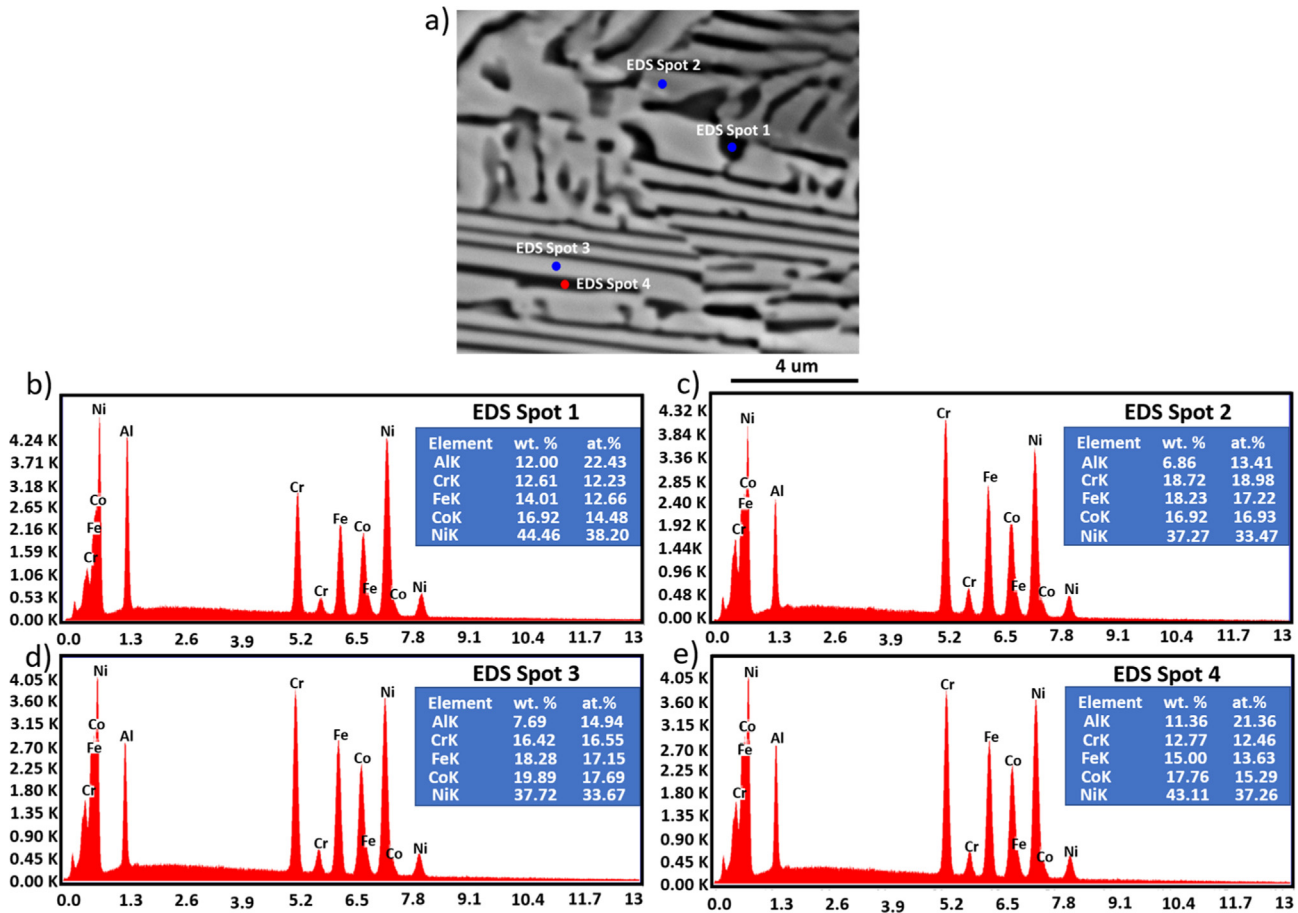 a)
EDS Spot 2
EDS Spot 1
EDS Spot 3
EDS Spot 4
4 um
b)
EDS Spot 1
Element wt. % at.%
AlK 12.00 22.43
CrK 12.61 12.23
FeK 14.01 12.66
CoK 16.92 14.48
NiK 44.46 38.20
Ni
Al
Co
Fe
Cr
Cr
Cr
Fe
Co
Fe
Ni
Co
Ni
4.24 K
3.71 K
3.18 K
2.65 K
2.16 K
1.59 K
1.06 K
0.53 K
0.00 K
0.0 1.3 2.6 3.9 5.2 6.5 7.8 9.1 10.4 11.7 13
c)
EDS Spot 2
Element wt. % at.%
AlK 6.86 13.41
CrK 18.72 18.98
FeK 18.23 17.22
CoK 16.92 16.93
NiK 37.27 33.47
Ni
Co
Fe
Cr
Al
Cr
Cr
Fe
Co
Fe
Ni
Co
Ni
4.32 K
3.84 K
3.36 K
2.85 K
2.40 K
1.92 K
1.44K
0.96 K
0.48 K
0.00 K
0.0 1.3 2.6 3.9 5.2 6.5 7.8 9.1 10.4 11.7 13
d)
EDS Spot 3
Element wt. % at.%
AlK 7.69 14.94
CrK 16.42 16.55
FeK 18.28 17.15
CoK 19.89 17.69
NiK 37.72 33.67
Ni
Co
Fe
Cr
Al
Cr
Cr
Fe
Co
Fe
Ni
Co
Ni
4.05 K
3.60 K
3.15 K
2.70 K
2.25 K
1.80 K
1.35 K
0.90 K
0.45 K
0.00 K
0.0 1.3 2.6 3.9 5.2 6.5 7.8 9.1 10.4 11.7 13
e)
EDS Spot 4
Element wt. % at.%
AlK 11.36 21.36
CrK 12.77 12.46
FeK 15.00 13.63
CoK 17.76 15.29
NiK 43.11 37.26
Ni
Co
Fe
Cr
Al
Cr
Cr
Fe
Co
Fe
Ni
Co
Ni
4.05 K
3.60 K
3.15 K
2.70 K
2.25 K
1.80 K
1.35 K
0.90 K
0.45 K
0.00 K
0.0 1.3 2.6 3.9 5.2 6.5 7.8 9.1 10.4 11.7 13